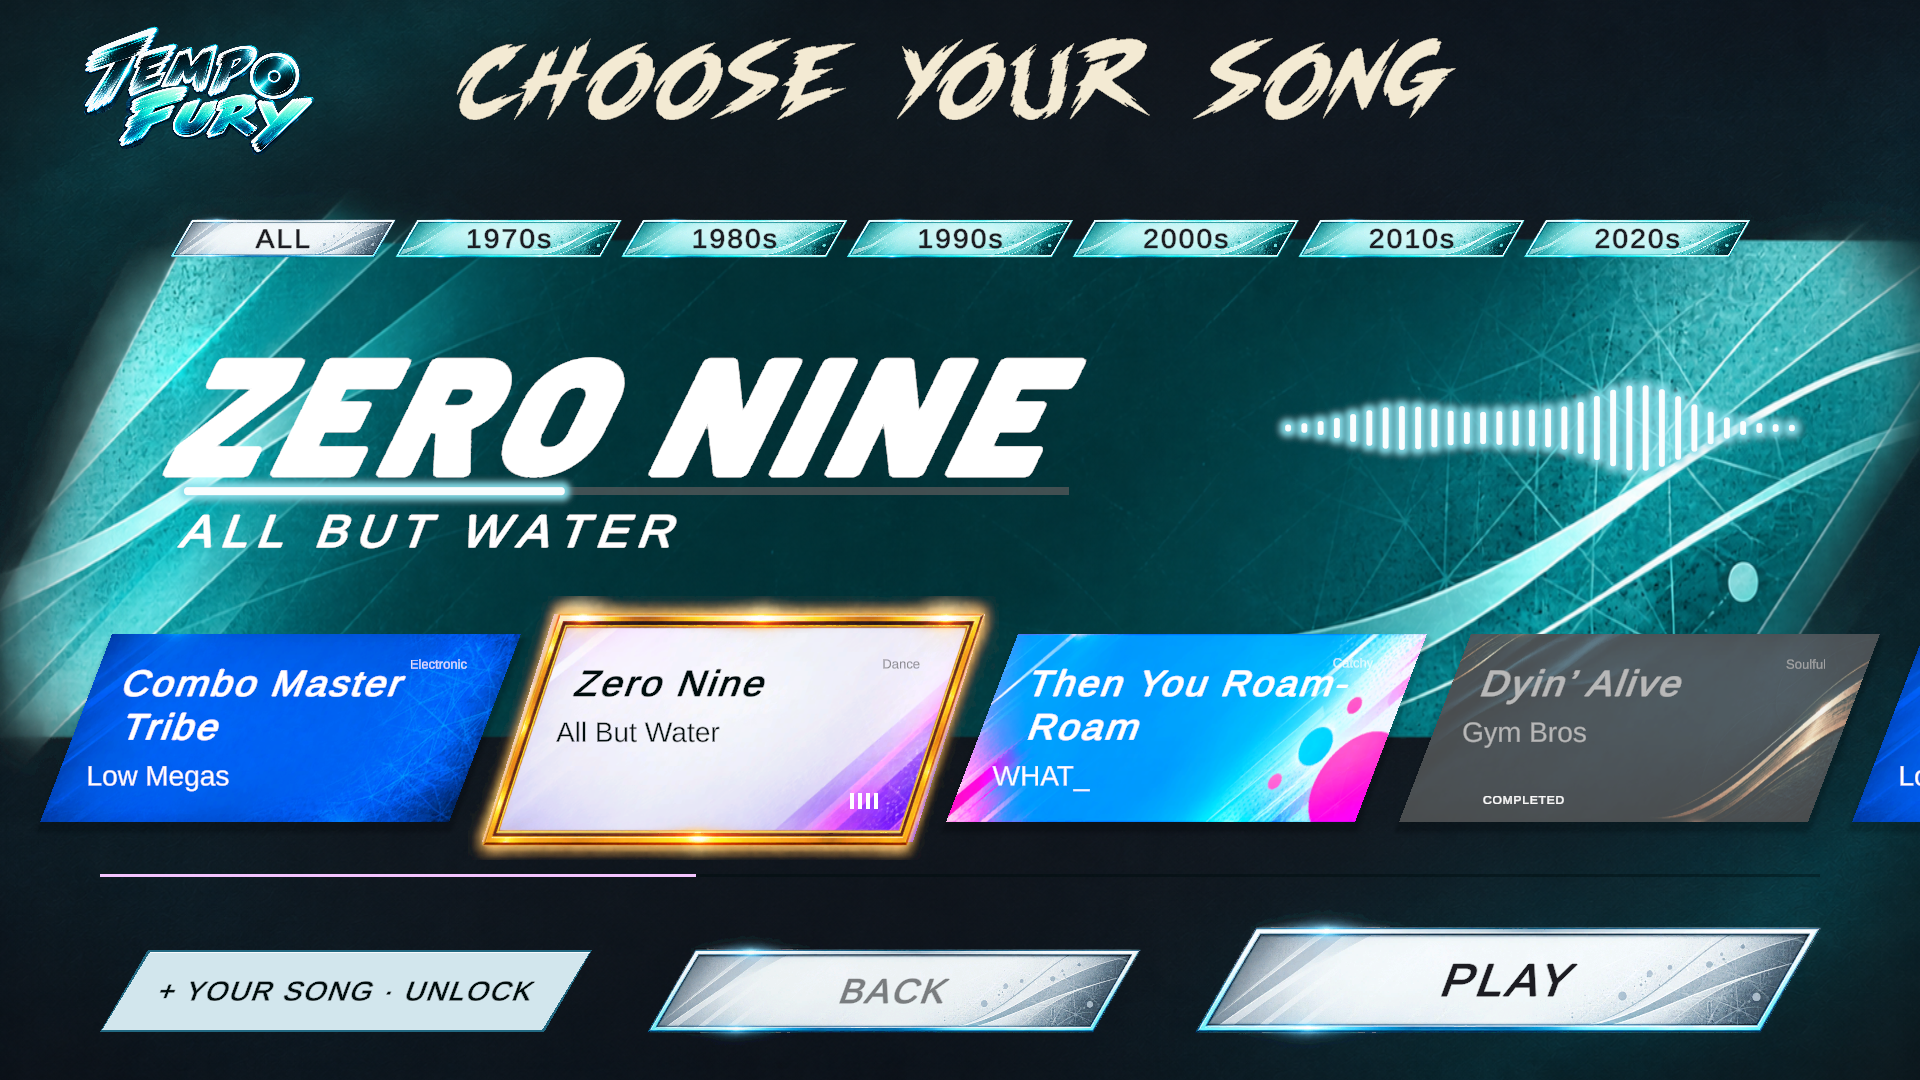 TEMPO
FURY
CHOOSE YOUR SONG
ALL
1970s
1980s
1990s
2000s
2010s
2020s
ZERO NINE
ALL BUT WATER
Electronic
Combo Master
Tribe
Low Megas
Dance
Zero Nine
All But Water
Catchy
Then You Roam-
Roam
WHAT_
Soulful
Dyin' Alive
Gym Bros
COMPLETED
Lo
+ YOUR SONG · UNLOCK
BACK
PLAY